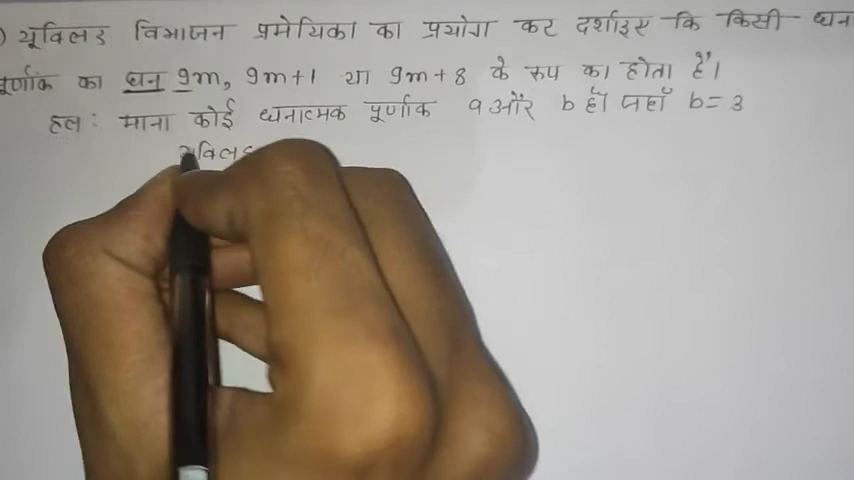 ) यूक्लिड विभाजन प्रमेयिका का प्रयोग कर दर्शाइए कि किसी धन
पूर्णांक का घन 9m, 9m+1 या 9m+8 के रूप का होता है।
हल : माना कोई धनात्मक पूर्णांक a और b हों जहाँ b = 3